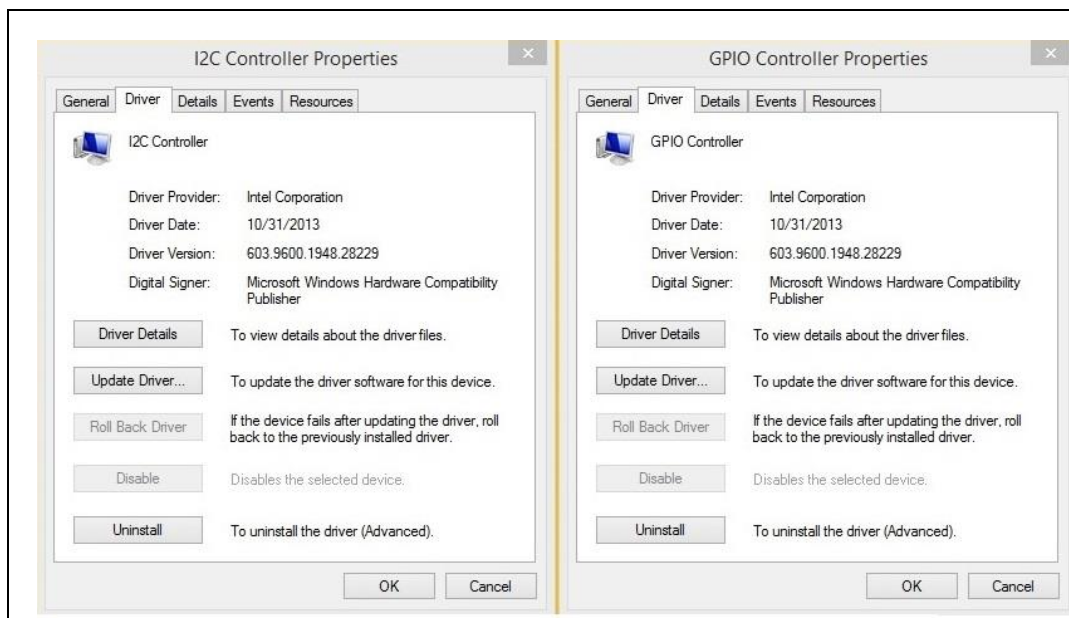 I2C Controller Properties
×
General Driver Details Events Resources
I2C Controller
Driver Provider: Intel Corporation
Driver Date: 10/31/2013
Driver Version: 603.9600.1948.28229
Digital Signer: Microsoft Windows Hardware Compatibility
Publisher
Driver Details To view details about the driver files.
Update Driver... To update the driver software for this device.
Roll Back Driver If the device fails after updating the driver, roll
back to the previously installed driver.
Disable Disables the selected device.
Uninstall To uninstall the driver (Advanced).
OK Cancel
GPIO Controller Properties
×
General Driver Details Events Resources
GPIO Controller
Driver Provider: Intel Corporation
Driver Date: 10/31/2013
Driver Version: 603.9600.1948.28229
Digital Signer: Microsoft Windows Hardware Compatibility
Publisher
Driver Details To view details about the driver files.
Update Driver... To update the driver software for this device.
Roll Back Driver If the device fails after updating the driver, roll
back to the previously installed driver.
Disable Disables the selected device.
Uninstall To uninstall the driver (Advanced).
OK Cancel